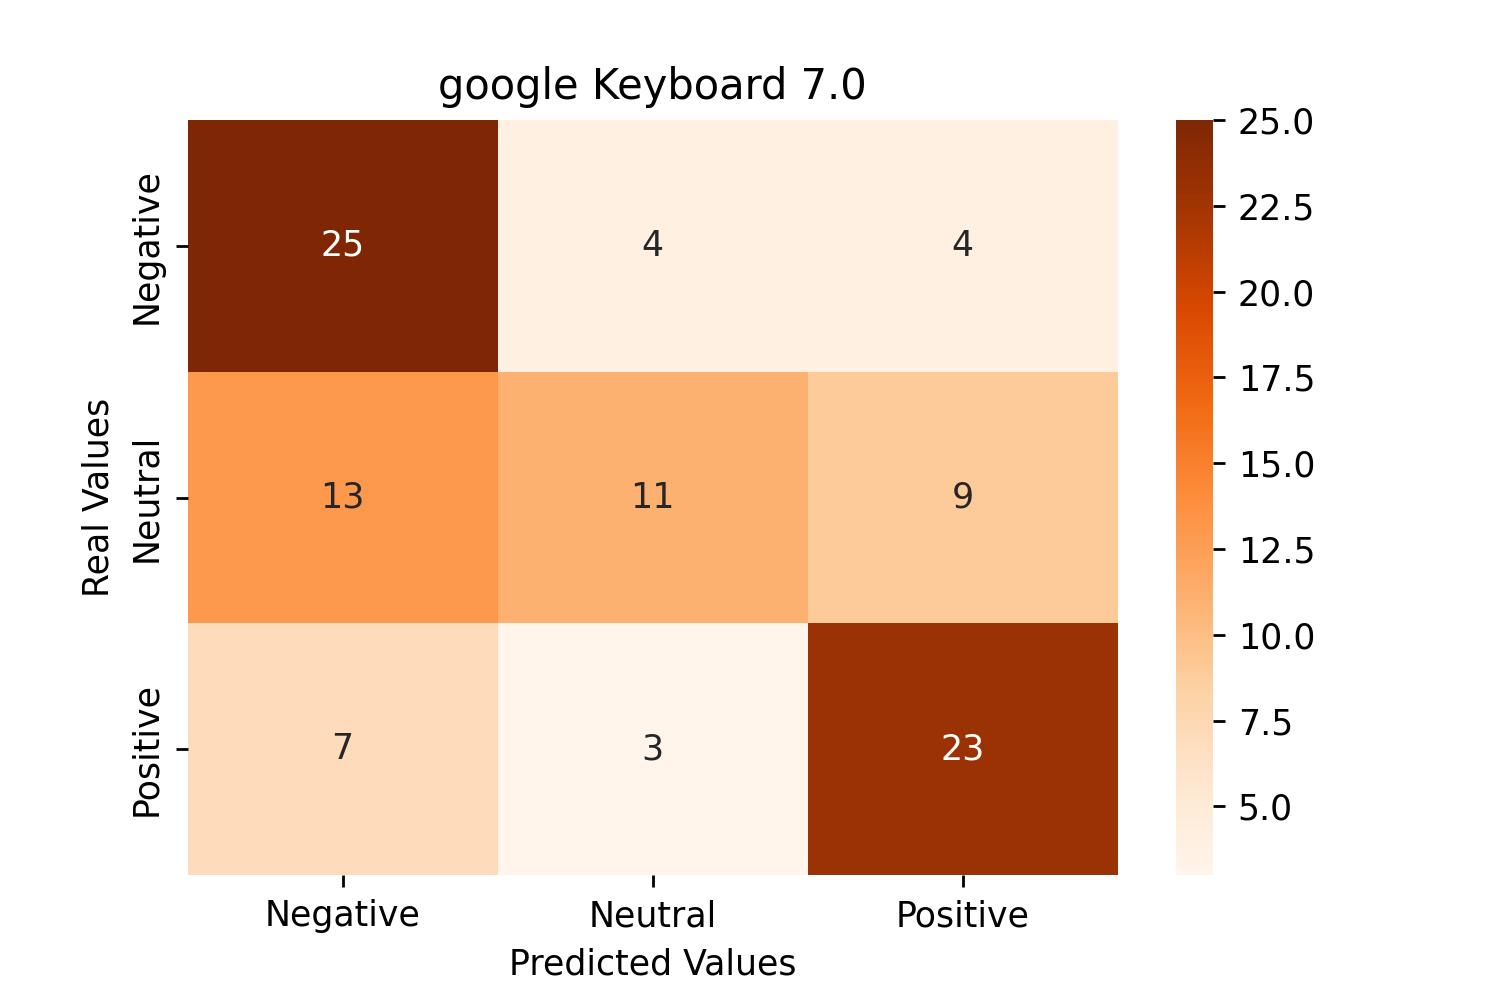 google Keyboard 7.0
Real Values
Negative
25 4 4
Neutral
13 11 9
Positive
7 3 23
Negative Neutral Positive
Predicted Values
25.0
22.5
20.0
17.5
15.0
12.5
10.0
7.5
5.0